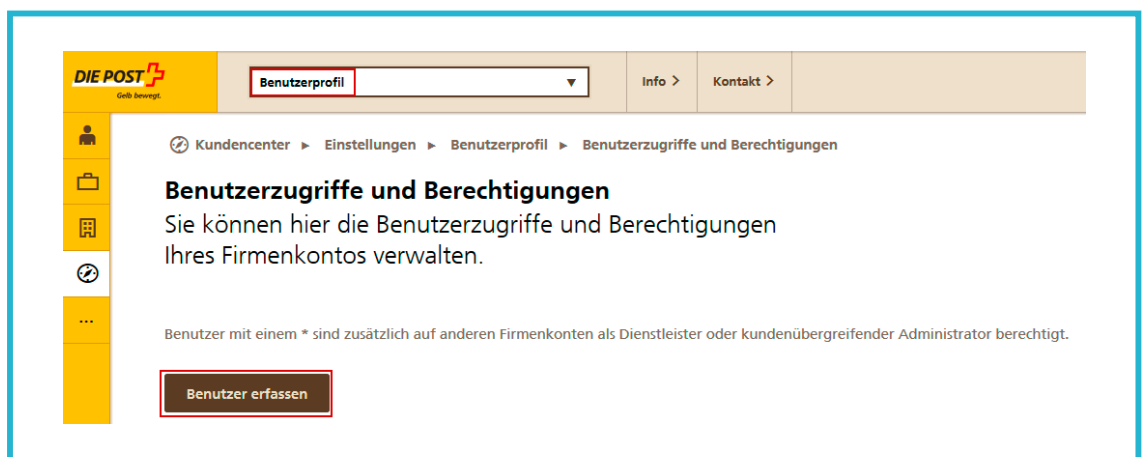 DIE POST
Gelb bewegt.
Benutzerprofil
Info >
Kontakt >
Kundencenter ► Einstellungen ► Benutzerprofil ► Benutzerzugriffe und Berechtigungen
Benutzerzugriffe und Berechtigungen
Sie können hier die Benutzerzugriffe und Berechtigungen
Ihres Firmenkontos verwalten.
...
Benutzer mit einem * sind zusätzlich auf anderen Firmenkonten als Dienstleister oder kundenübergreifender Administrator berechtigt.
Benutzer erfassen